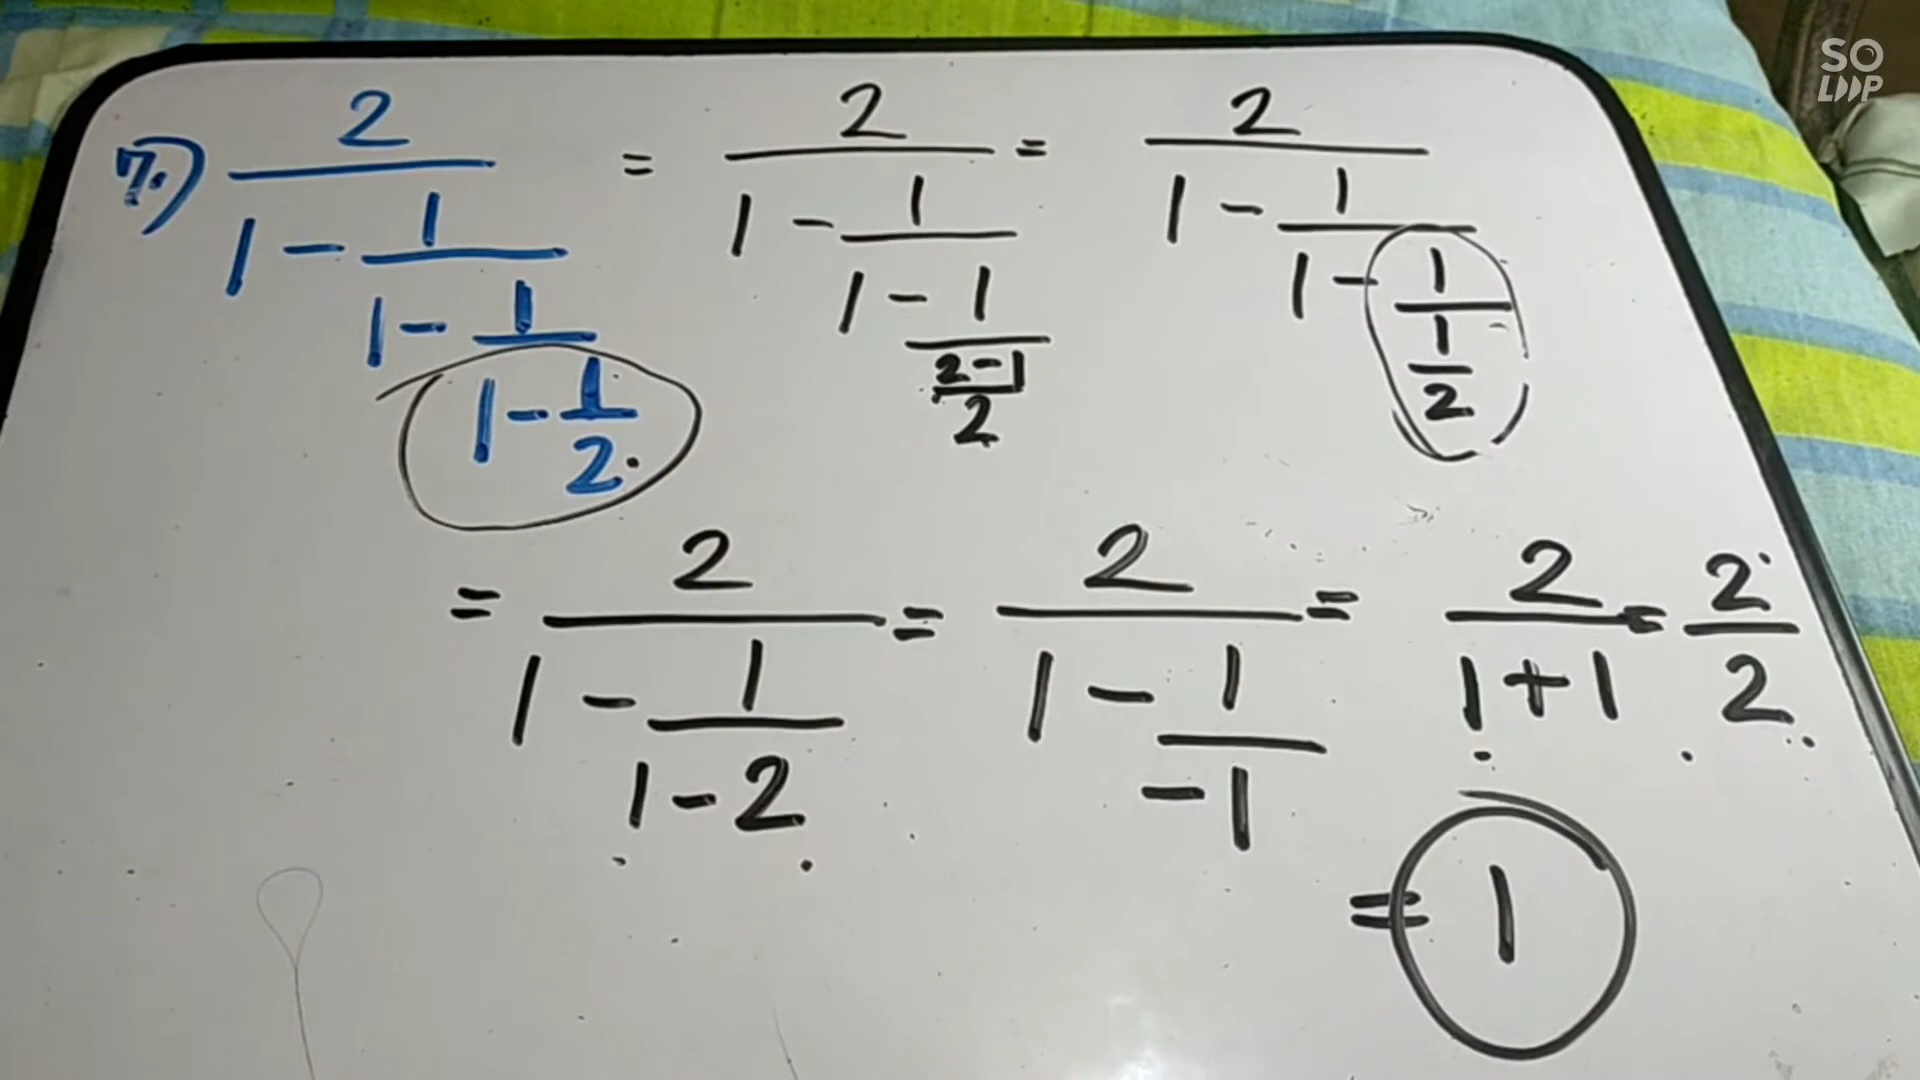 SO
LOOP
7.) 2/(1 - 1/(1 - 1/(1 - 1/2))) = 2/(1 - 1/(1 - 1/((2-1)/2))) = 2/(1 - 1/(1 - 1/(1/2)))
= 2/(1 - 1/(1-2)) = 2/(1 - 1/-1) = 2/(1+1) = 2/2
= 1